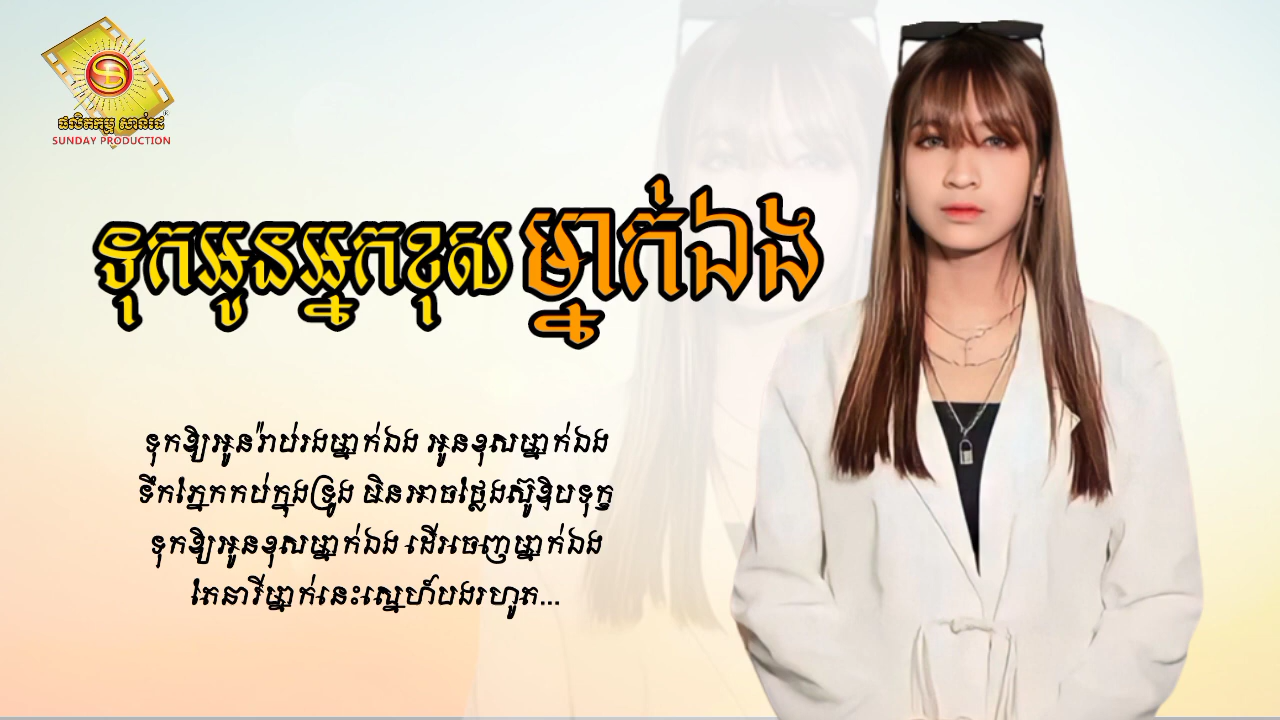 ផលិតកម្ម សាន់ដេ
SUNDAY PRODUCTION
ទុកអូនអ្នកខុស ម្នាក់ឯង
ទុកឱ្យអូនរ៉ាប់រងម្នាក់ឯង អូនខុសម្នាក់ឯង
ទឹកភ្នែកកប់ក្នុងទ្រូង មិនអាចថ្លែងស៊ូឱបទុក្ខ
ទុកឱ្យអូនខុសម្នាក់ឯង ដើរចេញម្នាក់ឯង
តែនារីម្នាក់នេះស្នេហ៍បងរហូត...